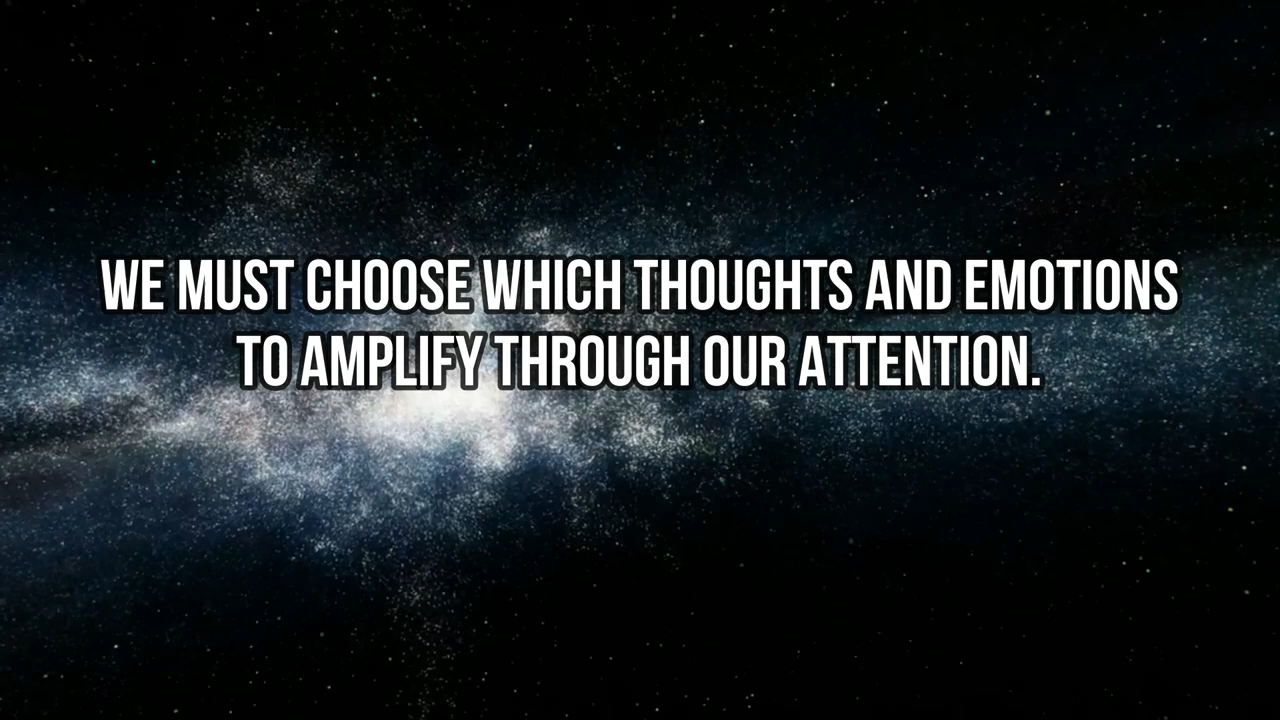 WE MUST CHOOSE WHICH THOUGHTS AND EMOTIONS
TO AMPLIFY THROUGH OUR ATTENTION.